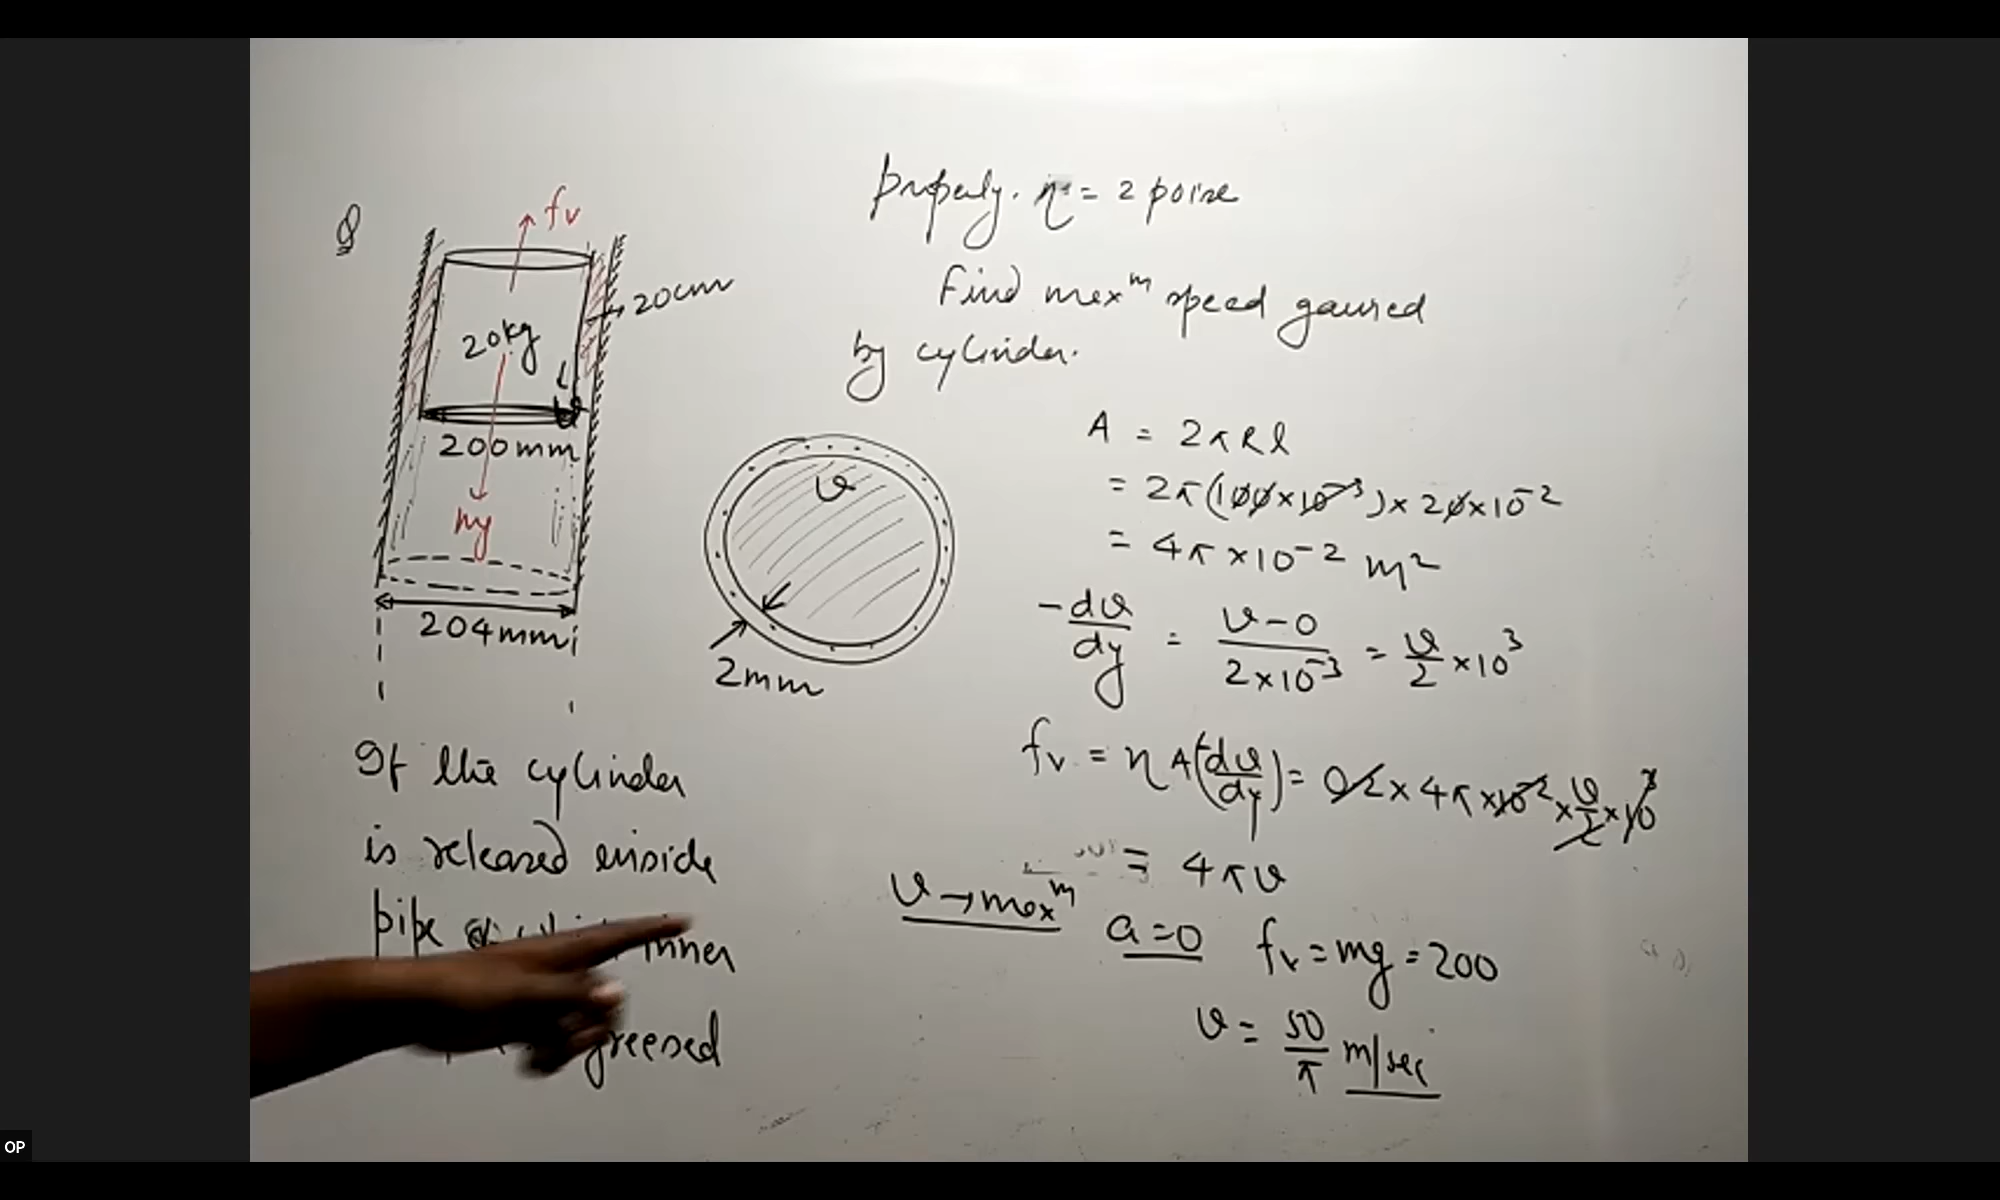 Q
fv
20cm
20kg
v
200mm
mg
204mm
2mm
v
If the cylinder
is released inside
pipe inner
greesed
properly. η = 2 poise
Find maxᵐ speed gained
by cylinder.
A = 2πRl
= 2π(100×10⁻³)×20×10⁻²
= 4π×10⁻² m²
-dv/dy = v-0/2×10⁻³ = v/2 ×10³
fv = ηA(-dv/dy) = 0.2×4π×10⁻²×v/2×10³
= 4πv
v→maxᵐ a=0 fv=mg=200
v = 50/π m/sec
OP